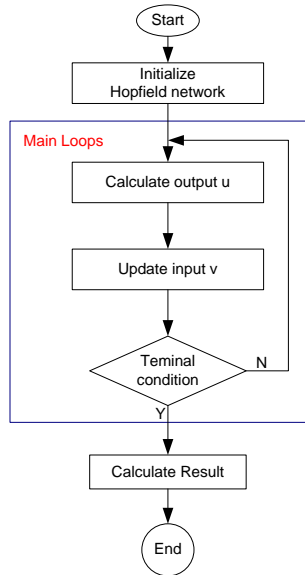 Start
Initialize
Hopfield network
Main Loops
Calculate output u
Update input v
Teminal
condition
N
Y
Calculate Result
End